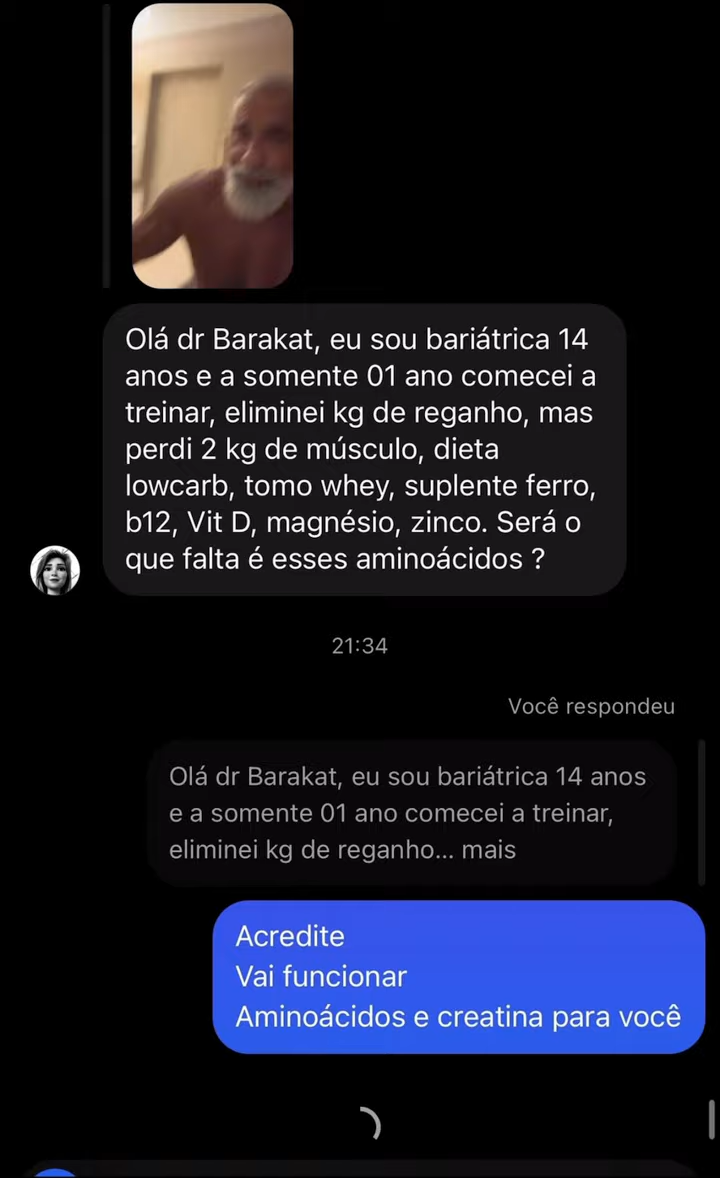 Olá dr Barakat, eu sou bariátrica 14
anos e a somente 01 ano comecei a
treinar, eliminei kg de reganho, mas
perdi 2 kg de músculo, dieta
lowcarb, tomo whey, suplente ferro,
b12, Vit D, magnésio, zinco. Será o
que falta é esses aminoácidos ?
21:34
Você respondeu
Olá dr Barakat, eu sou bariátrica 14 anos
e a somente 01 ano comecei a treinar,
eliminei kg de reganho... mais
Acredite
Vai funcionar
Aminoácidos e creatina para você